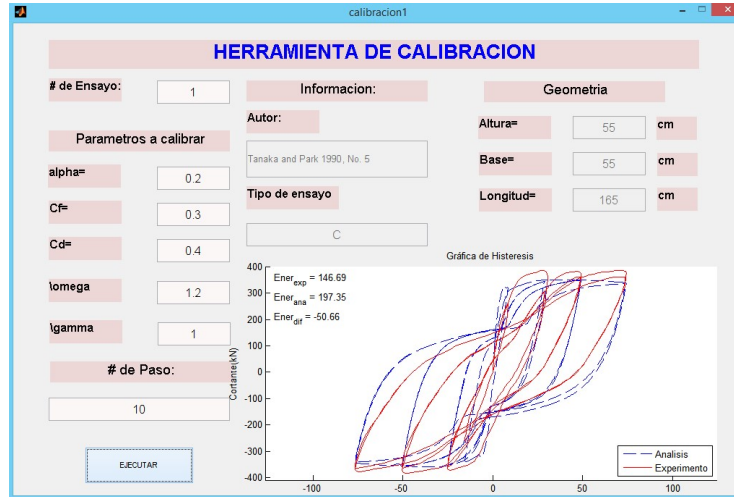 calibracion1
HERRAMIENTA DE CALIBRACION
# de Ensayo:
1
Parametros a calibrar
alpha=
0.2
Cf=
0.3
Cd=
0.4
\omega
1.2
\gamma
1
# de Paso:
10
EJECUTAR
Informacion:
Autor:
Tanaka and Park 1990, No. 5
Tipo de ensayo
C
Geometria
Altura=
55
cm
Base=
55
cm
Longitud=
165
cm
Gráfica de Histeresis
Ener_exp = 146.69
Ener_ana = 197.35
Ener_dif = -50.66
Cortante(kN)
400
300
200
100
0
-100
-200
-300
-400
-100
-50
0
50
100
Analisis
Experimento